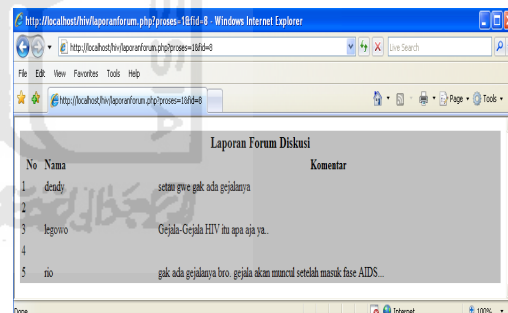 http://localhost/hiv/laporanforum.php?proses=1&fid=8 - Windows Internet Explorer
http://localhost/hiv/laporanforum.php?proses=1&fid=8
Live Search
File Edit View Favorites Tools Help
http://localhost/hiv/laporanforum.php?proses=1&fid=8
Page Tools
Laporan Forum Diskusi
No Nama Komentar
1 dendy setau gwe gak ada gejalanya
2
3 legowo Gejala-Gejala HIV itu apa aja ya..
4
5 rio gak ada gejalanya bro. gejala akan muncul setelah masuk fase AIDS...
Done Internet 100%